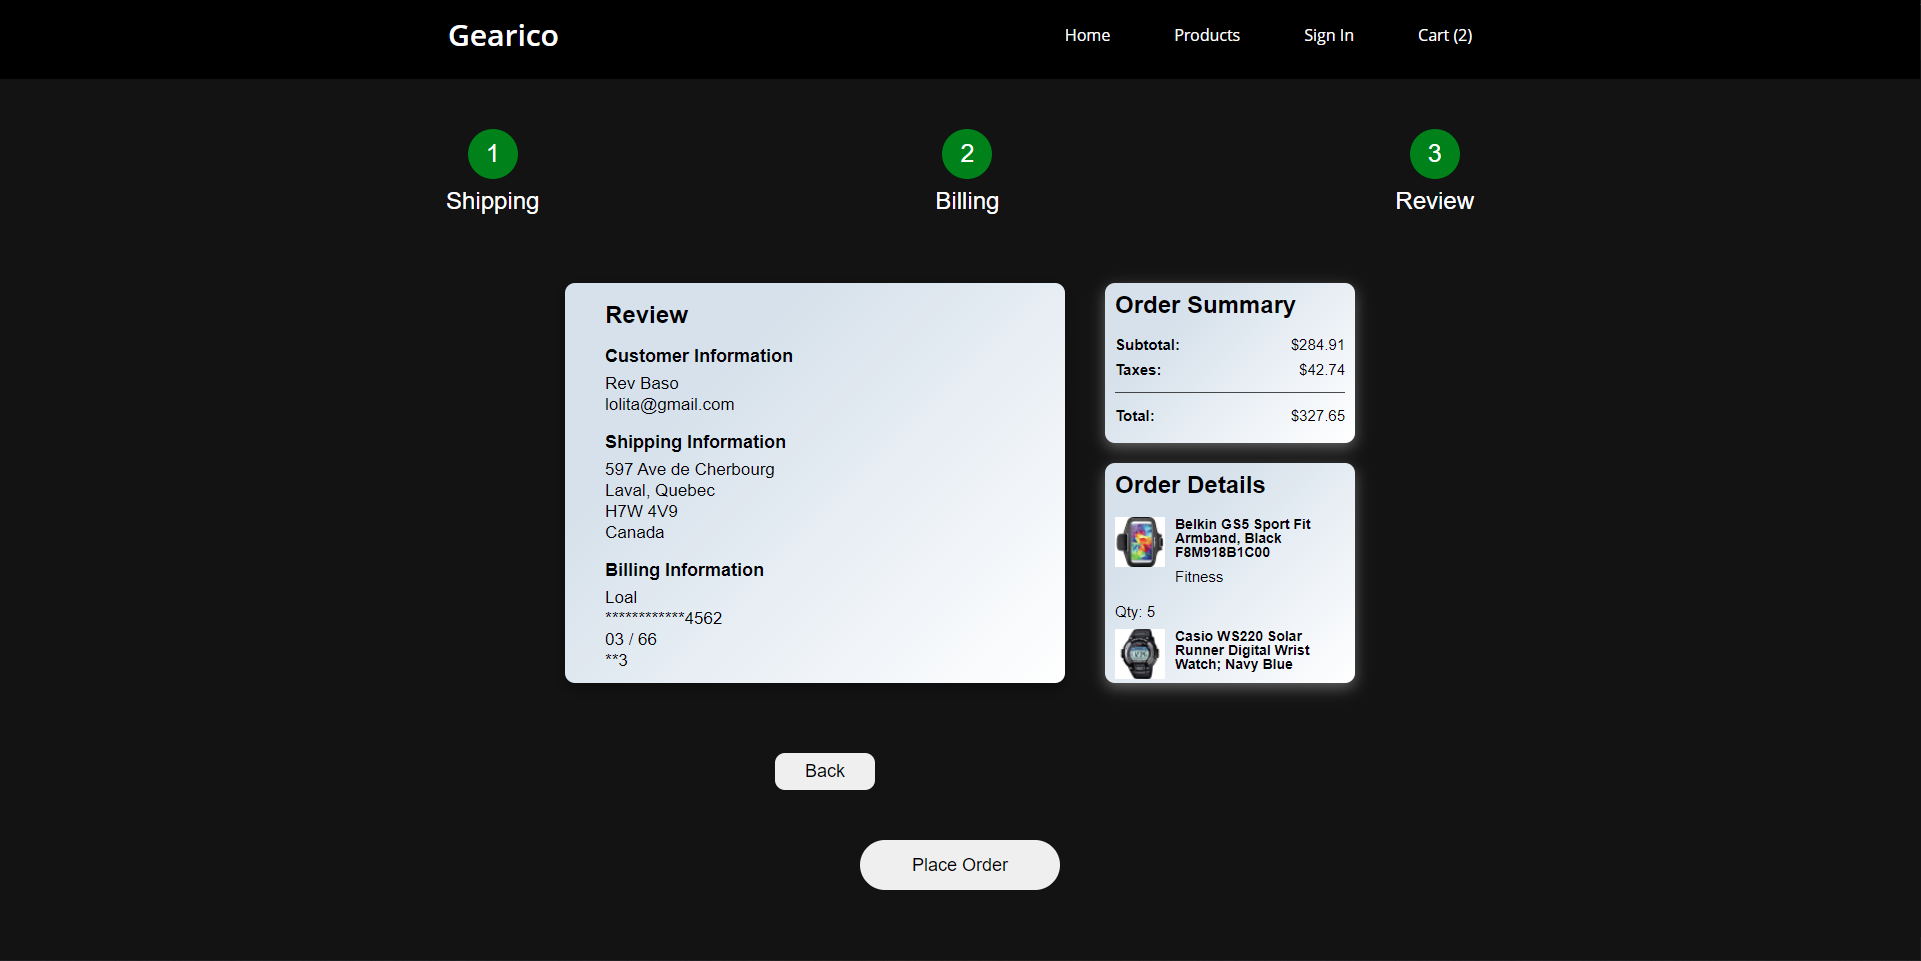 Gearico
Home
Products
Sign In
Cart (2)
1
Shipping
2
Billing
3
Review
Review
Customer Information
Rev Baso
lolita@gmail.com
Shipping Information
597 Ave de Cherbourg
Laval, Quebec
H7W 4V9
Canada
Billing Information
Loal
************4562
03 / 66
**3
Order Summary
Subtotal: $284.91
Taxes: $42.74
Total: $327.65
Order Details
Belkin GS5 Sport Fit
Armband, Black
F8M918B1C00
Fitness
Qty: 5
Casio WS220 Solar
Runner Digital Wrist
Watch; Navy Blue
Back
Place Order